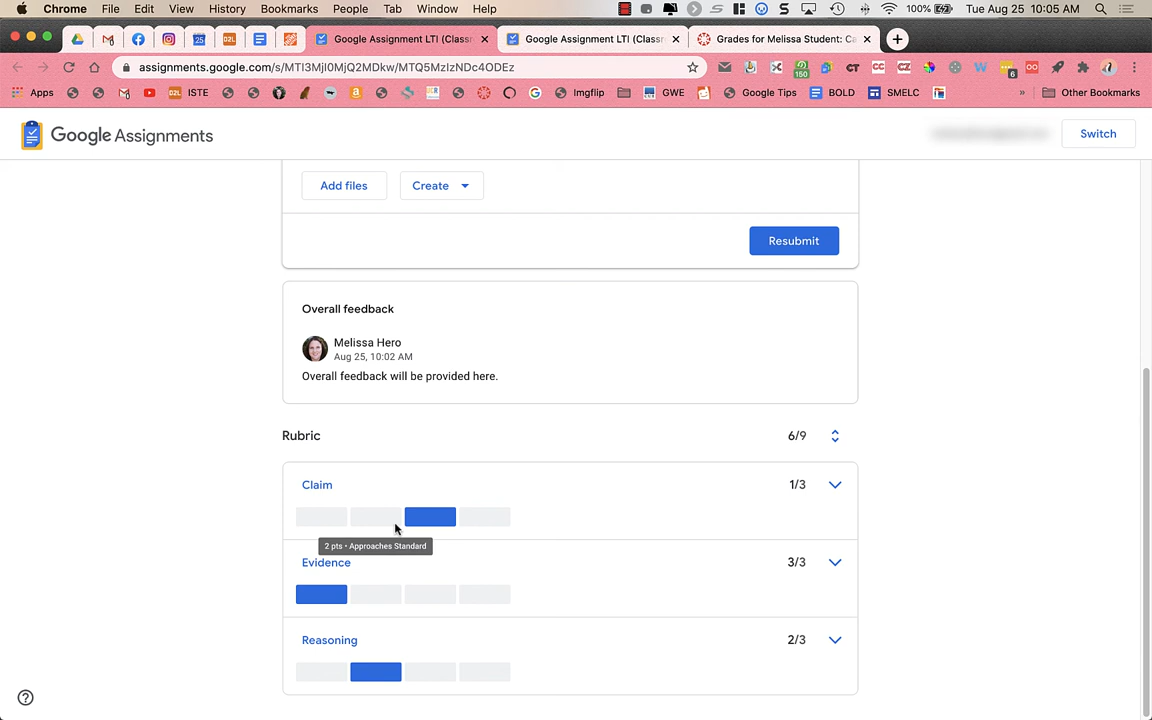 Chrome File Edit View History Bookmarks People Tab Window Help 100% Tue Aug 25 10:05 AM
Google Assignment LTI (Classr Google Assignment LTI (Classr Grades for Melissa Student: Ca
assignments.google.com/s/MTI3MjI0MjQ2MDkw/MTQ5MzIzNDc4ODEz
Apps ISTE Imgflip GWE Google Tips BOLD SMELC » Other Bookmarks
Google Assignments Switch
Add files Create
Resubmit
Overall feedback
Melissa Hero
Aug 25, 10:02 AM
Overall feedback will be provided here.
Rubric 6/9
Claim 1/3
2 pts • Approaches Standard
Evidence 3/3
Reasoning 2/3